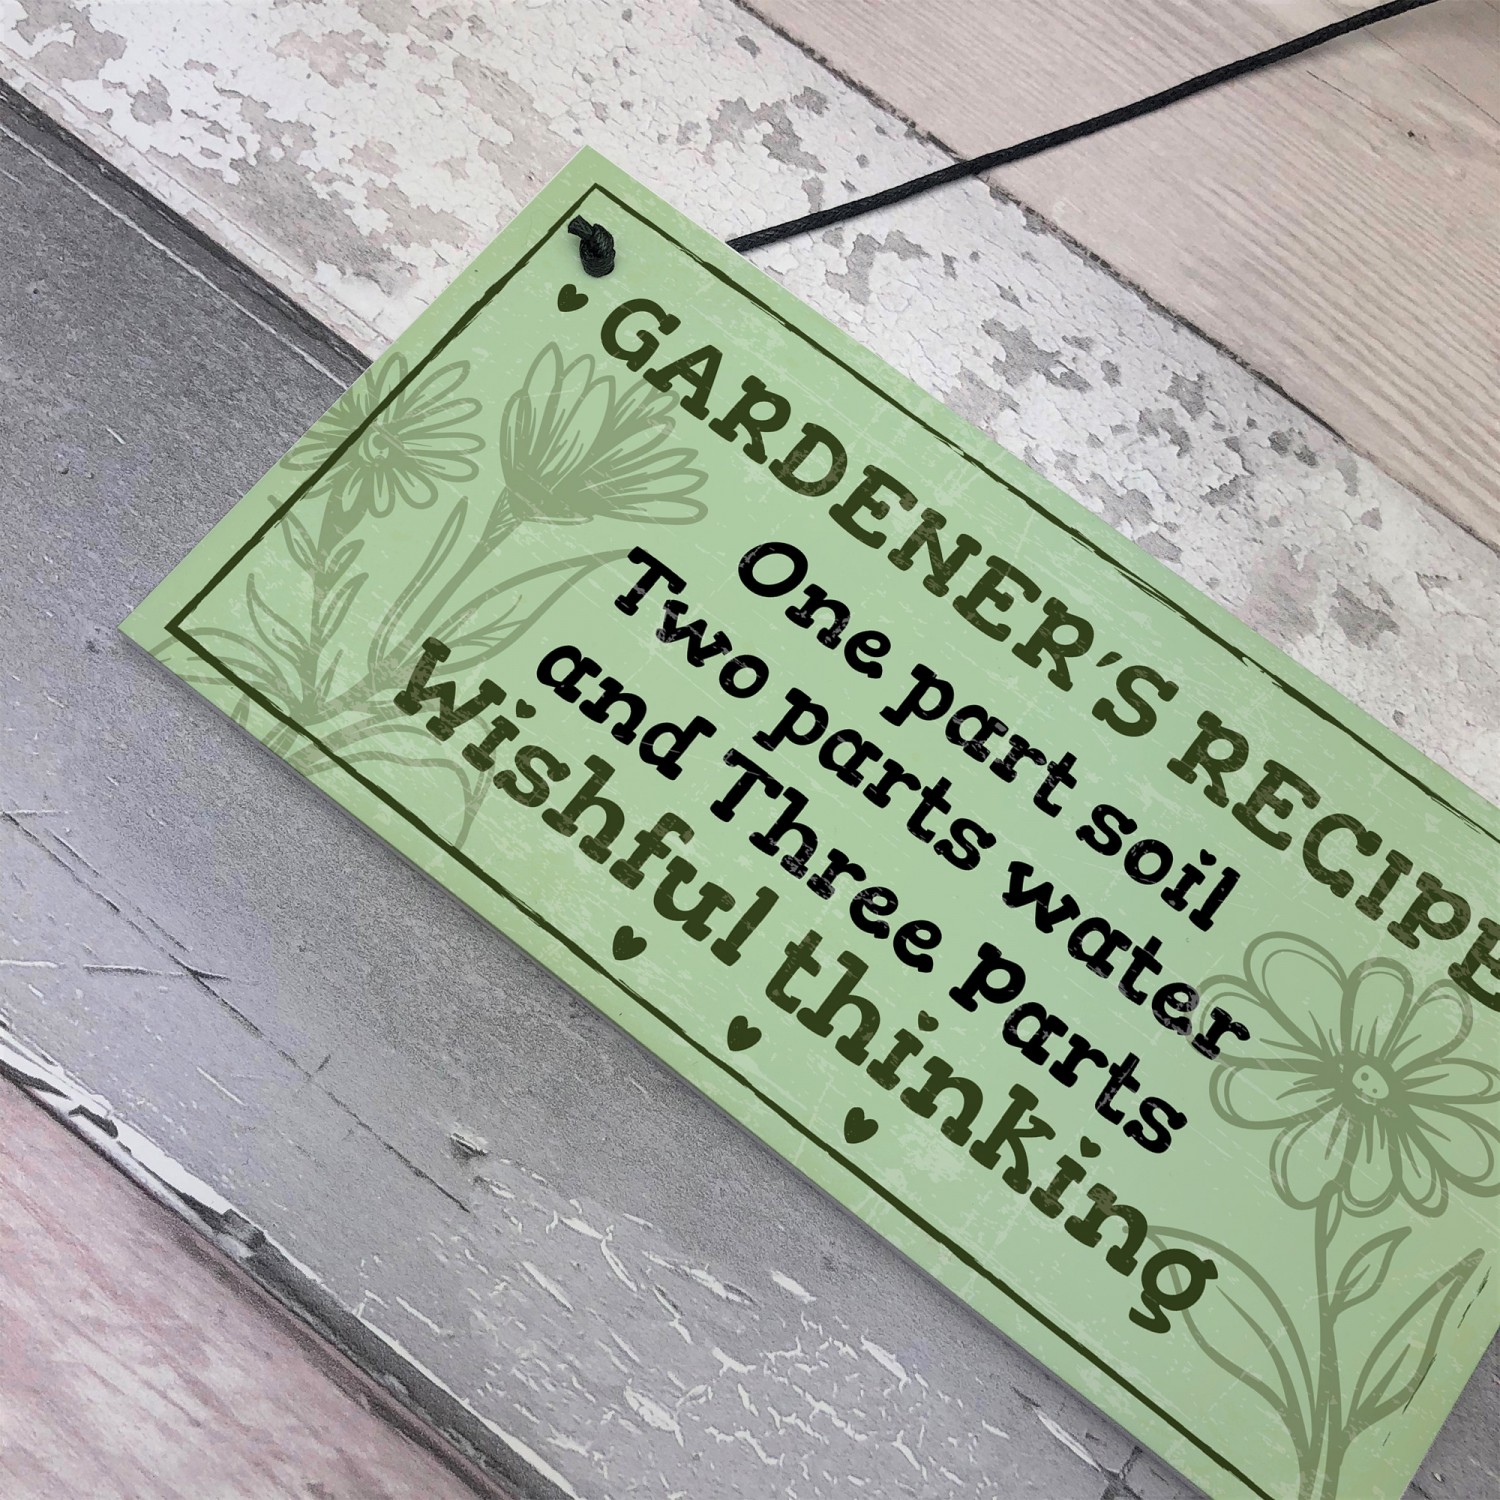 GARDENER'S RECIPE
One part soil
Two parts water
and Three parts
Wishful thinking